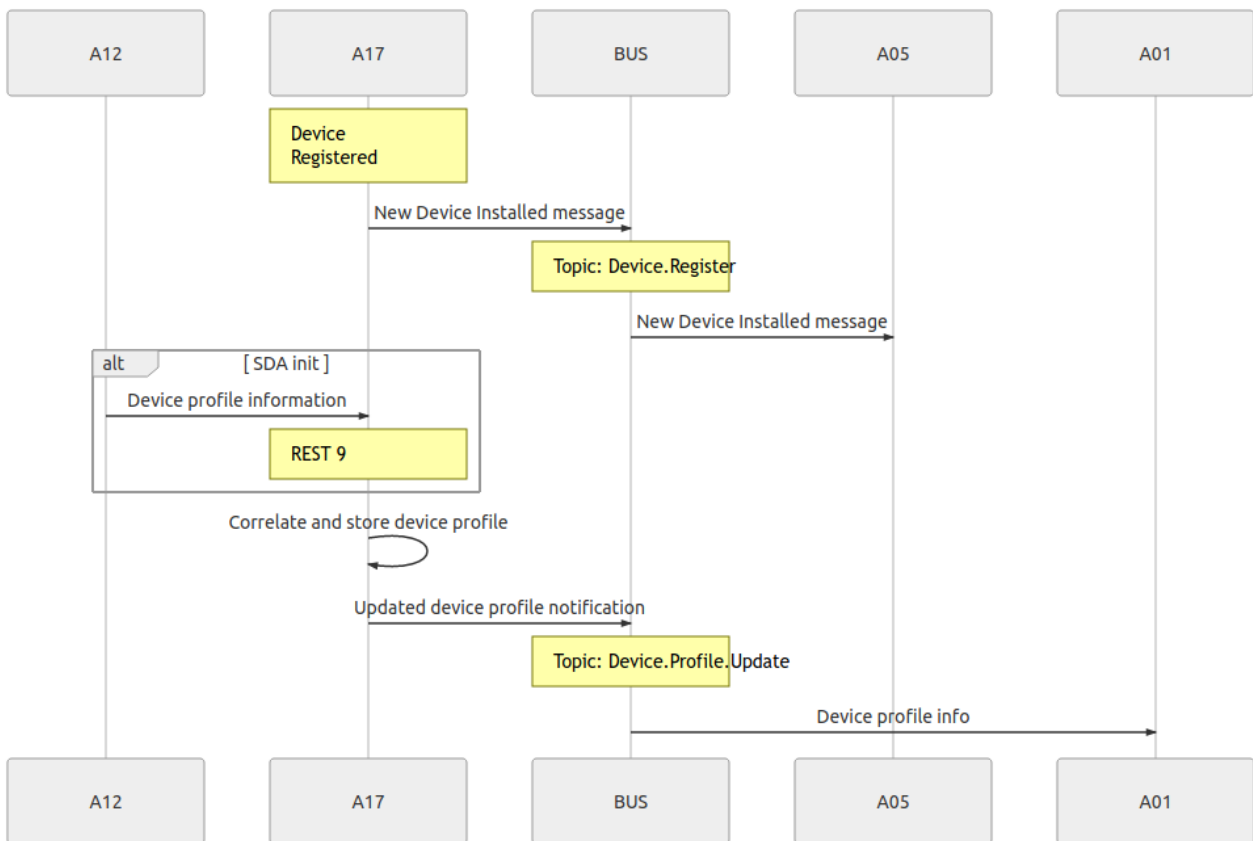 A12
A17
BUS
A05
A01
Device
Registered
New Device Installed message
Topic: Device.Register
New Device Installed message
alt
[ SDA init ]
Device profile information
REST 9
Correlate and store device profile
Updated device profile notification
Topic: Device.Profile.Update
Device profile info
A12
A17
BUS
A05
A01